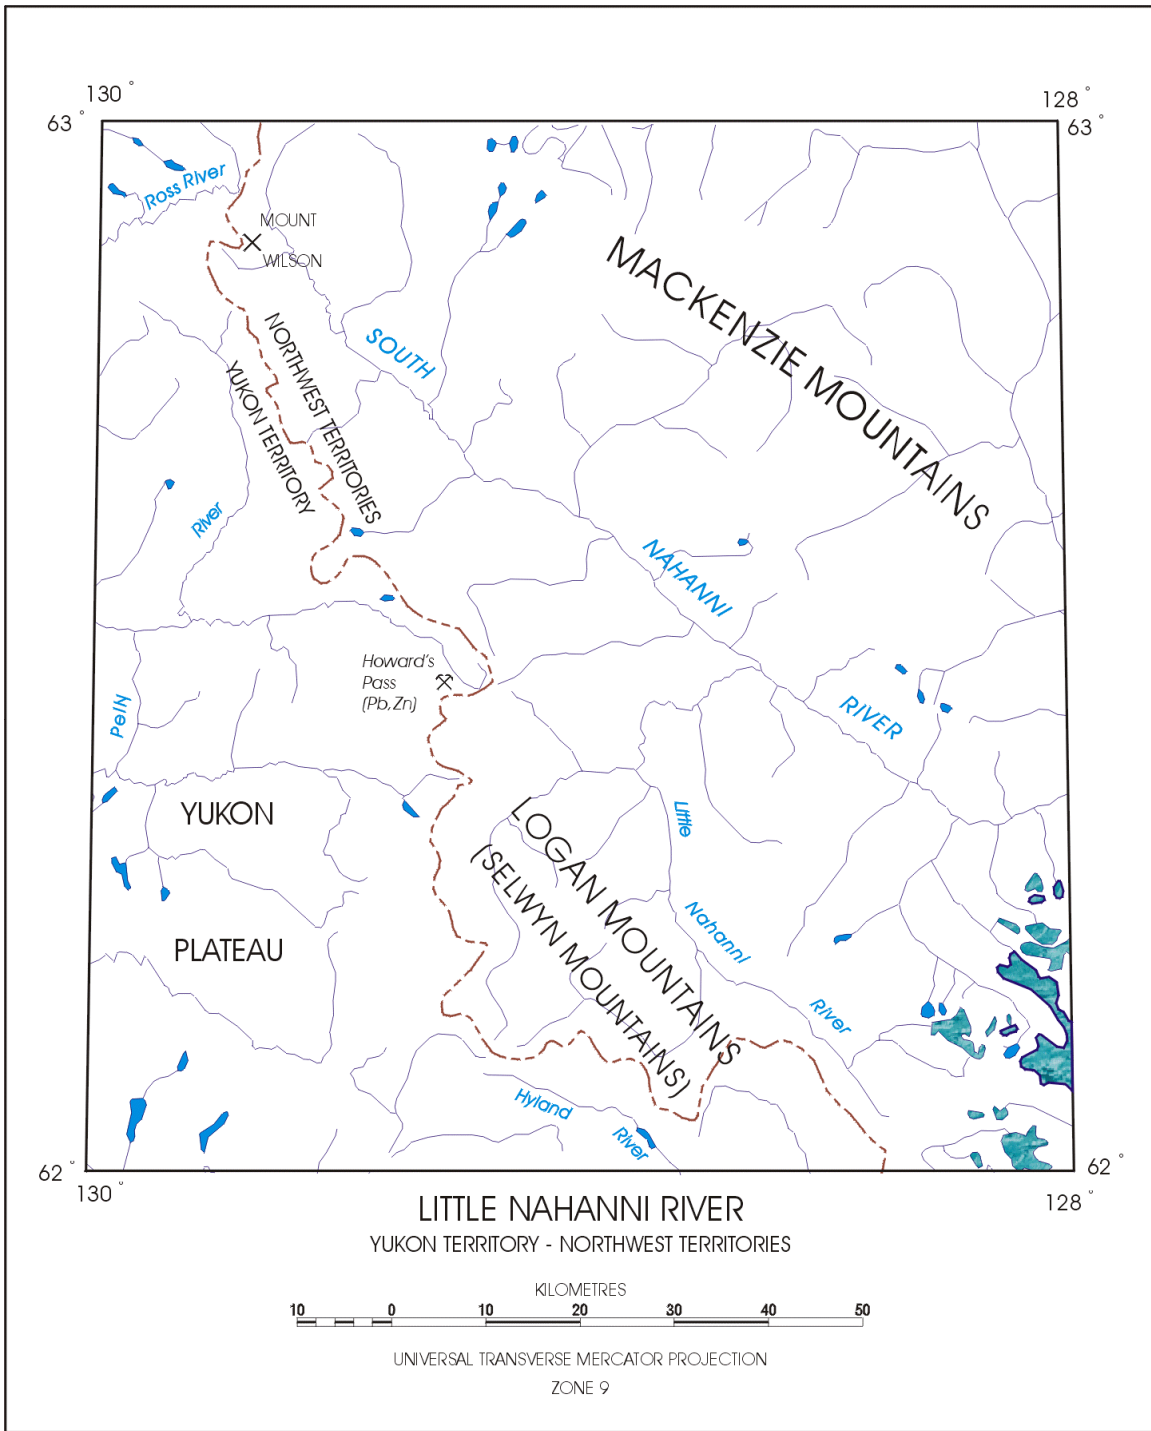 130°
128°
63°
63°
Ross River
MOUNT
WILSON
MACKENZIE MOUNTAINS
SOUTH
NORTHWEST TERRITORIES
YUKON TERRITORY
River
NAHANNI
Howard's
Pass
(Pb,Zn)
Pelly
RIVER
YUKON
Little
LOGAN MOUNTAINS
(SELWYN MOUNTAINS)
Nahanni
PLATEAU
River
Hyland
River
62°
62°
130°
128°
LITTLE NAHANNI RIVER
YUKON TERRITORY - NORTHWEST TERRITORIES
KILOMETRES
10 0 10 20 30 40 50
UNIVERSAL TRANSVERSE MERCATOR PROJECTION
ZONE 9